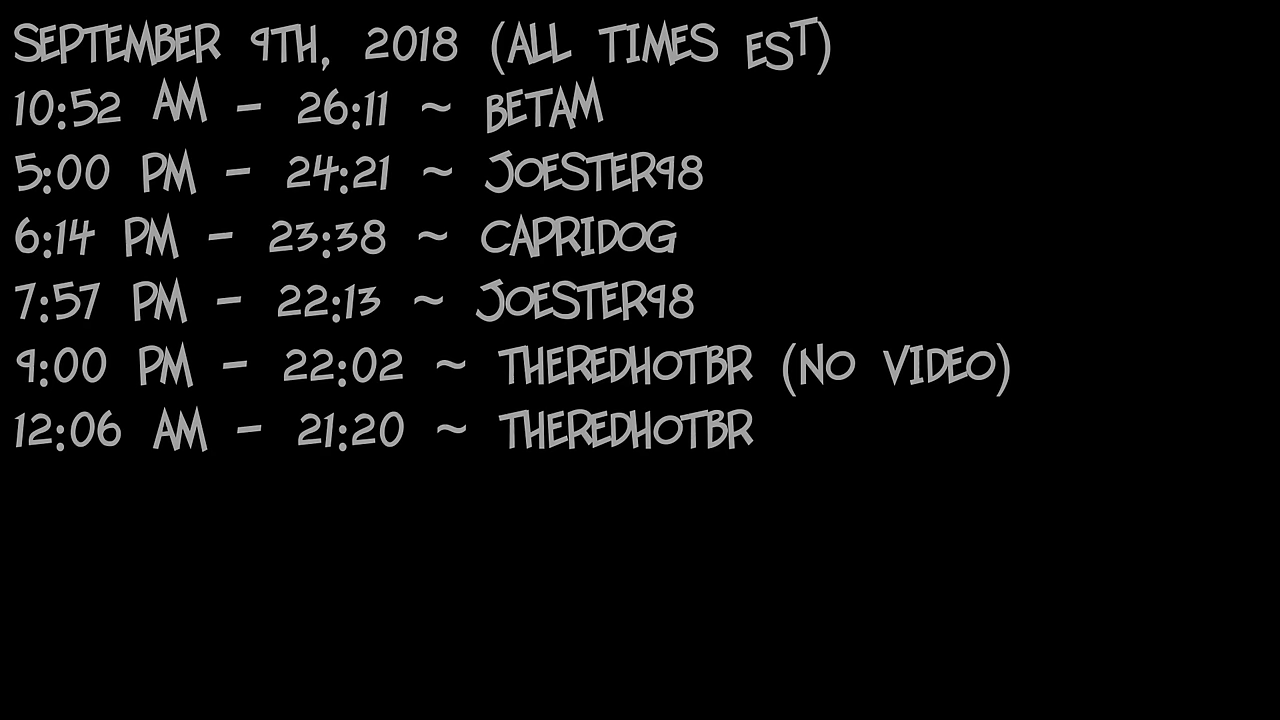 SEPTEMBER 9TH, 2018 (ALL TIMES EST)
10:52 AM - 26:11 ~ BETAM
5:00 PM - 24:21 ~ JOESTER98
6:14 PM - 23:38 ~ CAPRIDOG
7:57 PM - 22:13 ~ JOESTER98
9:00 PM - 22:02 ~ THEREDHOTBR (NO VIDEO)
12:06 AM - 21:20 ~ THEREDHOTBR